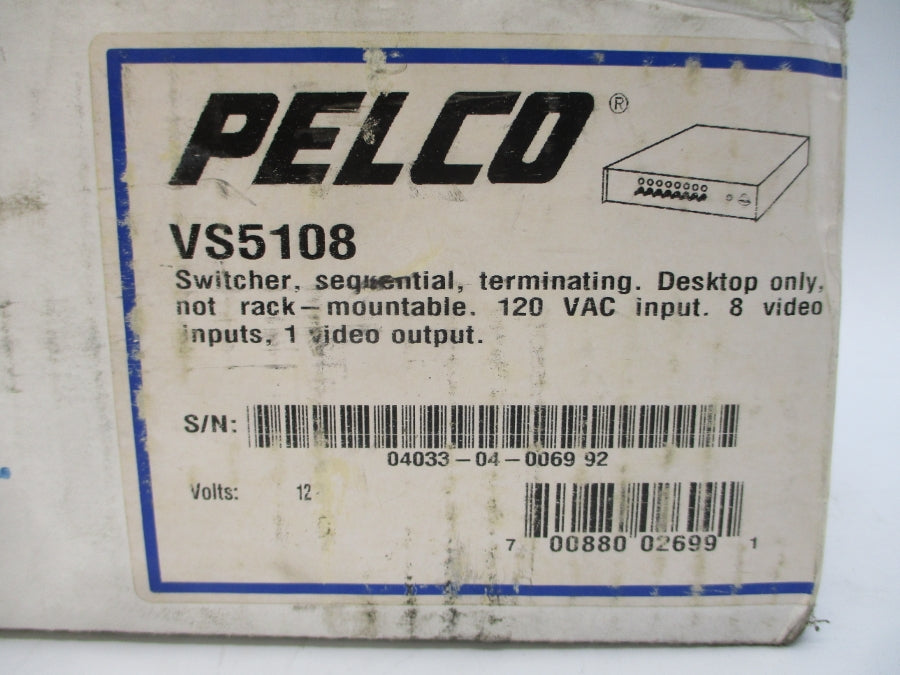 PELCO®
VS5108
Switcher, sequential, terminating. Desktop only,
not rack-mountable. 120 VAC input. 8 video
inputs, 1 video output.
S/N:
04033-04-0069 92
Volts: 12
7 00880 02699 1